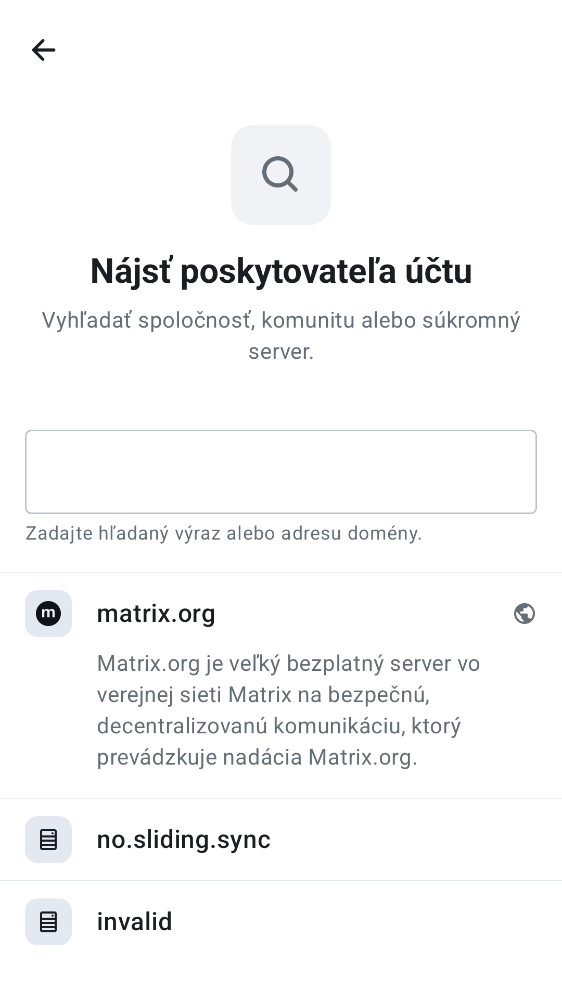 Nájsť poskytovateľa účtu
Vyhľadať spoločnosť, komunitu alebo súkromný
server.
Zadajte hľadaný výraz alebo adresu domény.
m
matrix.org
Matrix.org je veľký bezplatný server vo
verejnej sieti Matrix na bezpečnú,
decentralizovanú komunikáciu, ktorý
prevádzkuje nadácia Matrix.org.
no.sliding.sync
invalid